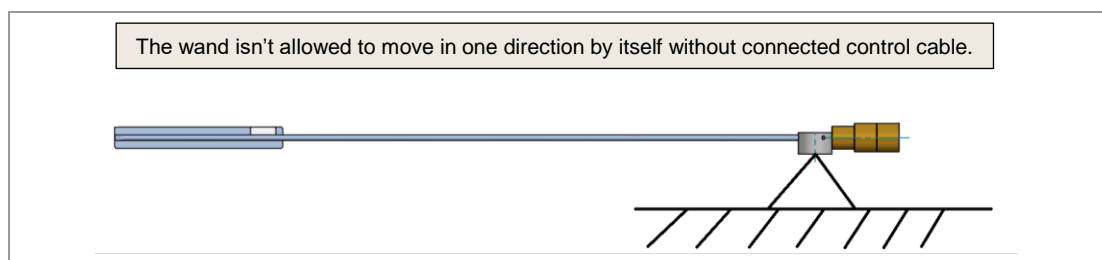 The wand isn’t allowed to move in one direction by itself without connected control cable.